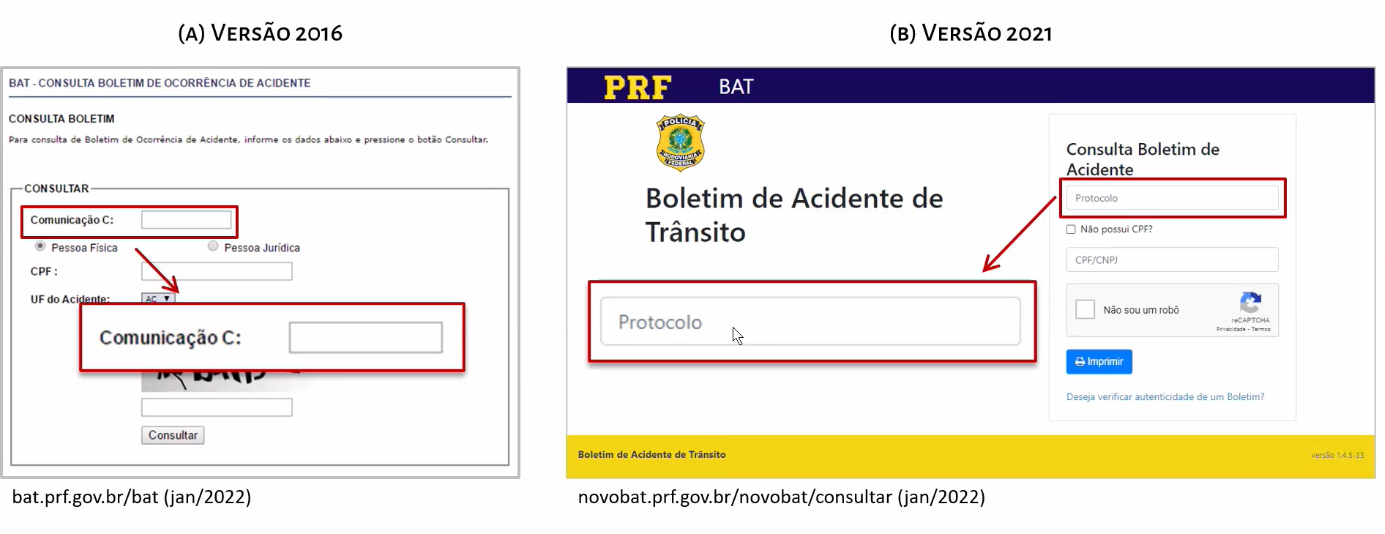 (A) Versão 2016
BAT - CONSULTA BOLETIM DE OCORRÊNCIA DE ACIDENTE
CONSULTA BOLETIM
Para consulta de Boletim de Ocorrência de Acidente, informe os dados abaixo e pressione o botão Consultar.
CONSULTAR
Comunicação C:
Pessoa Física
Pessoa Jurídica
CPF :
UF do Acidente:
AC
Comunicação C:
Consultar
bat.prf.gov.br/bat (jan/2022)
(B) Versão 2021
PRF BAT
POLÍCIA
RODOVIÁRIA
FEDERAL
Boletim de Acidente de
Trânsito
Protocolo
Consulta Boletim de
Acidente
Protocolo
Não possui CPF?
CPF/CNPJ
Não sou um robô
reCAPTCHA
Privacidade - Termos
Imprimir
Deseja verificar autenticidade de um Boletim?
Boletim de Acidente de Trânsito
versão 1.4.5-33
novobat.prf.gov.br/novobat/consultar (jan/2022)